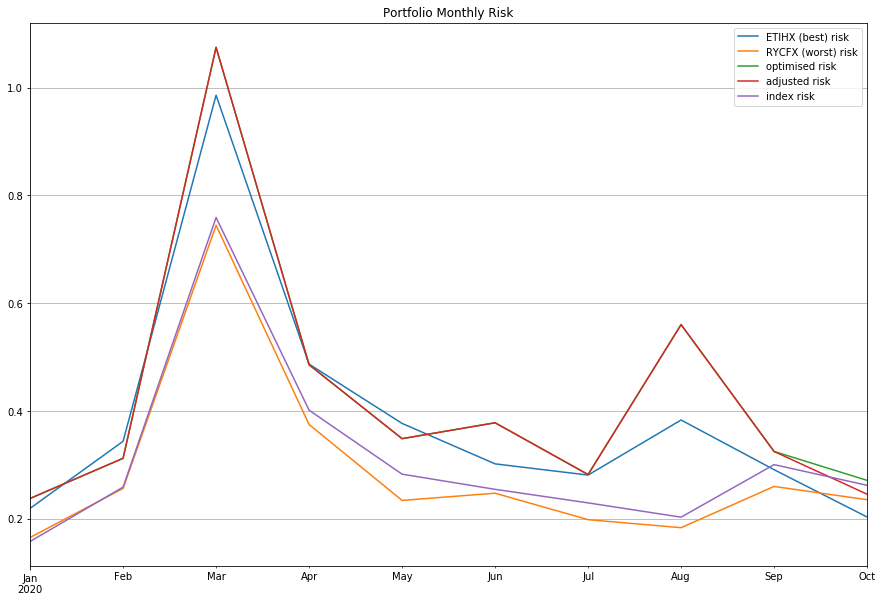 Portfolio Monthly Risk
ETIHX (best) risk
RYCFX (worst) risk
optimised risk
adjusted risk
index risk
1.0
0.8
0.6
0.4
0.2
Jan Feb Mar Apr May Jun Jul Aug Sep Oct
2020